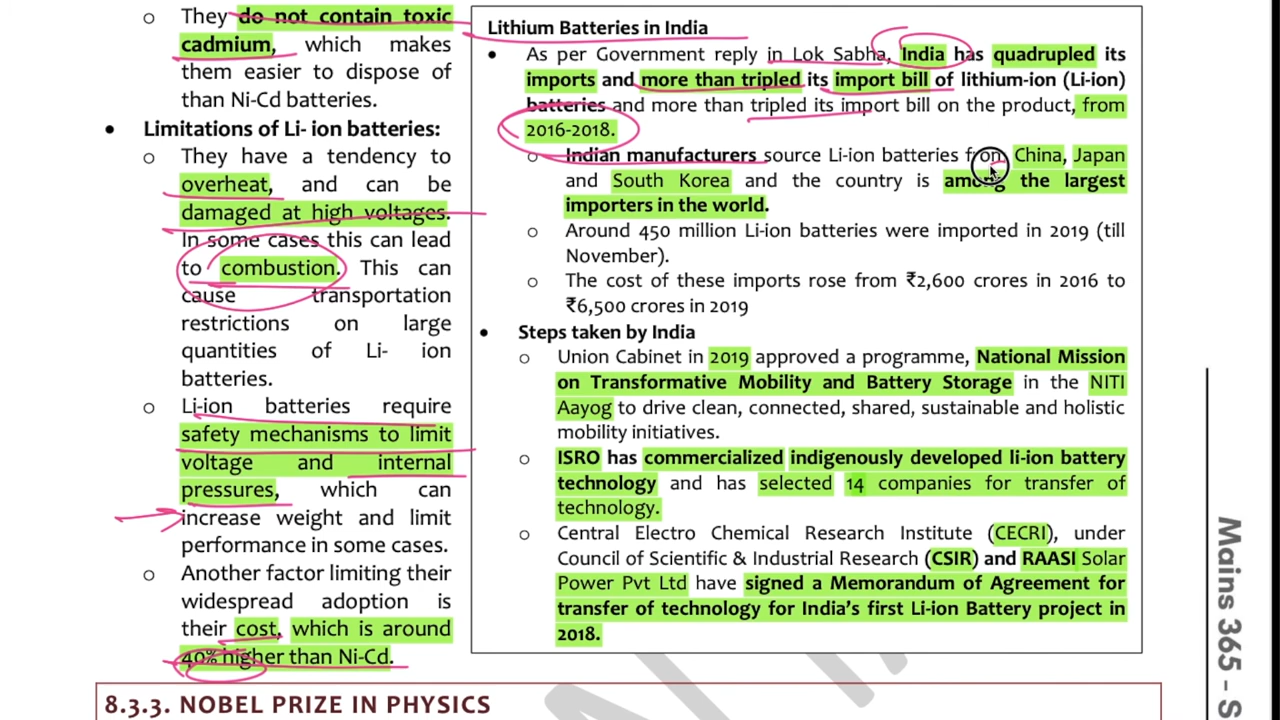 o They do not contain toxic
cadmium, which makes
them easier to dispose of
than Ni-Cd batteries.
• Limitations of Li- ion batteries:
o They have a tendency to
overheat, and can be
damaged at high voltages.
In some cases this can lead
to combustion. This can
cause transportation
restrictions on large
quantities of Li- ion
batteries.
o Li-ion batteries require
safety mechanisms to limit
voltage and internal
pressures, which can
increase weight and limit
performance in some cases.
o Another factor limiting their
widespread adoption is
their cost, which is around
40% higher than Ni-Cd.
Lithium Batteries in India
• As per Government reply in Lok Sabha, India has quadrupled its
imports and more than tripled its import bill of lithium-ion (Li-ion)
batteries and more than tripled its import bill on the product, from
2016-2018.
o Indian manufacturers source Li-ion batteries from China, Japan
and South Korea and the country is among the largest
importers in the world.
o Around 450 million Li-ion batteries were imported in 2019 (till
November).
o The cost of these imports rose from ₹2,600 crores in 2016 to
₹6,500 crores in 2019
• Steps taken by India
o Union Cabinet in 2019 approved a programme, National Mission
on Transformative Mobility and Battery Storage in the NITI
Aayog to drive clean, connected, shared, sustainable and holistic
mobility initiatives.
o ISRO has commercialized indigenously developed li-ion battery
technology and has selected 14 companies for transfer of
technology.
o Central Electro Chemical Research Institute (CECRI), under
Council of Scientific & Industrial Research (CSIR) and RAASI Solar
Power Pvt Ltd have signed a Memorandum of Agreement for
transfer of technology for India's first Li-ion Battery project in
2018.
8.3.3. NOBEL PRIZE IN PHYSICS
Mains 365 – S